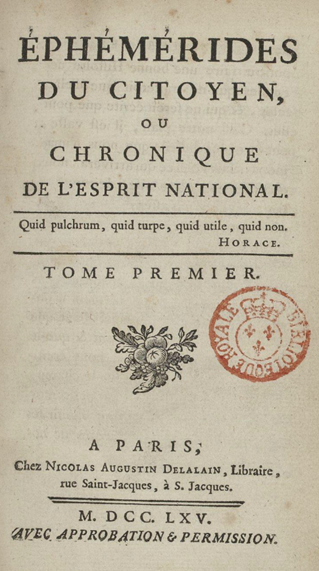 ÉPHÉMÉRIDES
DU CITOYEN,
OU
CHRONIQUE
DE L'ESPRIT NATIONAL.
Quid pulchrum, quid turpe, quid utile, quid non.
HORACE.
TOME PREMIER.
BIBLIOTHEQUE ROYALE
A PARIS,
Chez NICOLAS AUGUSTIN DELALAIN, Libraire,
rue Saint-Jacques, à S. Jacques.
M. DCC. LXV.
AVEC APPROBATION & PERMISSION.